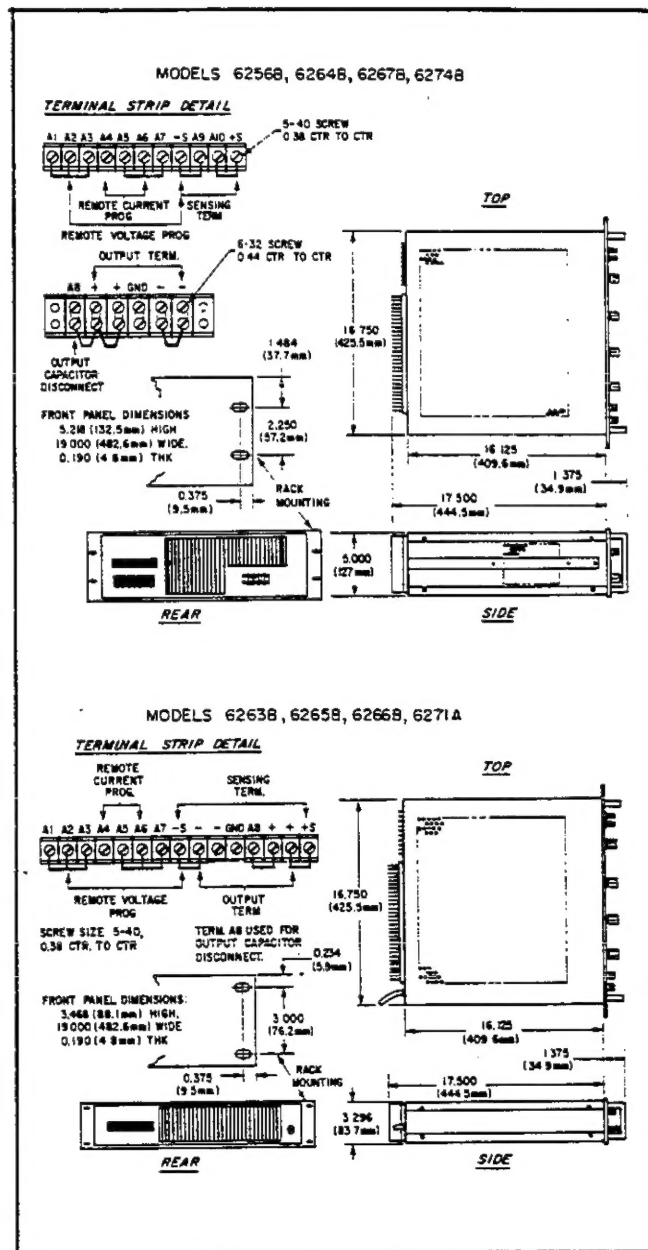 MODELS 6256B, 6264B, 6267B, 6274B
TERMINAL STRIP DETAIL
5-40 SCREW
0.38 CTR TO CTR
A1 A2 A3 A4 A5 A6 A7 -S A9 A10 +S
REMOTE CURRENT
PROG
SENSING
TERM
REMOTE VOLTAGE PROG
OUTPUT TERM.
6-32 SCREW
0.44 CTR TO CTR
A8 + + GND - -
OUTPUT
CAPACITOR
DISCONNECT
TOP
16.750
(425.5mm)
1.484
(37.7mm)
FRONT PANEL DIMENSIONS
5.218 (132.5mm) HIGH
19.000 (482.6mm) WIDE,
0.190 (4.8mm) THK
2.250
(57.2mm)
0.375
(9.5mm)
RACK
MOUNTING
16.125
(409.6mm)
1.375
(34.9mm)
17.500
(444.5mm)
5.000
(127mm)
REAR
SIDE
MODELS 6263B, 6265B, 6266B, 6271A
TERMINAL STRIP DETAIL
REMOTE
CURRENT
PROG.
SENSING
TERM.
A1 A2 A3 A4 A5 A6 A7 -S - - GND A8 + + +S
REMOTE VOLTAGE
PROG
OUTPUT
TERM
SCREW SIZE 5-40,
0.38 CTR. TO CTR
TERM. A8 USED FOR
OUTPUT CAPACITOR
DISCONNECT.
TOP
16.750
(425.5mm)
0.234
(5.9mm)
FRONT PANEL DIMENSIONS:
3.468 (88.1mm) HIGH,
19.000 (482.6mm) WIDE
0.190 (4.8mm) THK
3.000
(76.2mm)
0.375
(9.5mm)
RACK
MOUNTING
16.125
(409.6mm)
1.375
(34.9mm)
17.500
(444.5mm)
3.296
(83.7mm)
REAR
SIDE